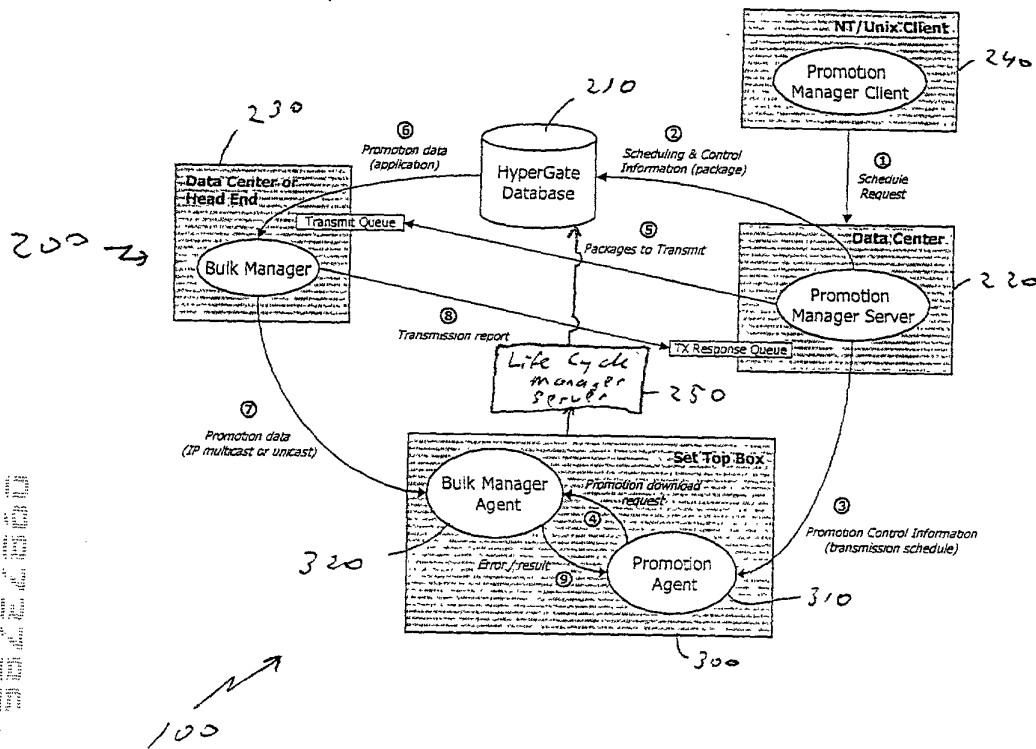 NT/Unix Client
240
Promotion
Manager Client
210
230
⑥
Promotion data
(application)
②
Scheduling & Control
Information (package)
①
Schedule
Request
HyperGate
Database
Data Center or
Head End
Transmit Queue
200
Bulk Manager
⑤
Packages to Transmit
Data Center
220
Promotion
Manager Server
⑧
Transmission report
TX Response Queue
Life Cycle
Manager
Server
250
⑦
Promotion data
(IP multicast or unicast)
Set Top Box
Bulk Manager
Agent
Promotion download
request
④
③
Promotion Control Information
(transmission schedule)
320
Error / result
⑨
Promotion
Agent
310
300
100